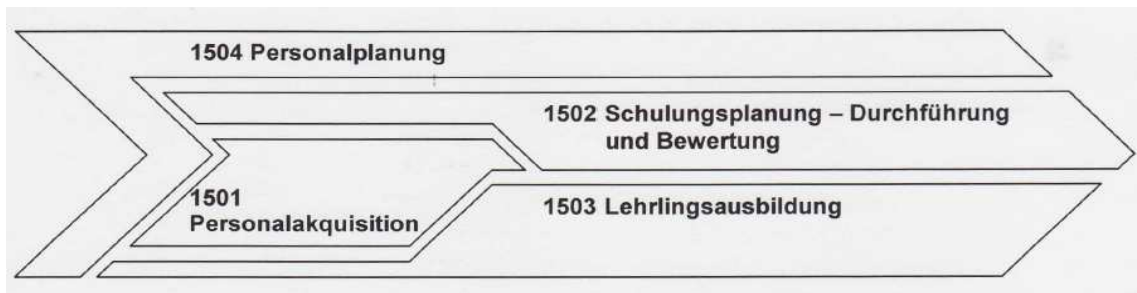 1504 Personalplanung
1502 Schulungsplanung – Durchführung
und Bewertung
1501
Personalakquisition
1503 Lehrlingsausbildung